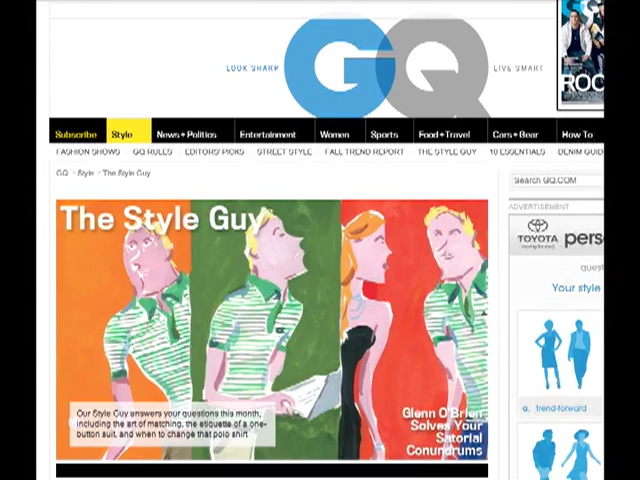 LOOK SHARP
GQ
LIVE SMART
ROC
Subscribe Style News+Politics Entertainment Women Sports Food+Travel Cars+Gear How To
FASHION SHOWS GQ RULES EDITORS' PICKS STREET STYLE FALL TREND REPORT THE STYLE GUY 10 ESSENTIALS DENIM GUID
GQ Style The Style Guy
Search GQ.COM
ADVERTISEMENT
The Style Guy
TOYOTA
moving forward
pers
quest
Your style
Our Style Guy answers your questions this month,
including the art of matching, the etiquette of a one-
button suit, and when to change that polo shirt
Glenn O'Brien
Solves Your
Satorial
Conundrums
a. trend-forward